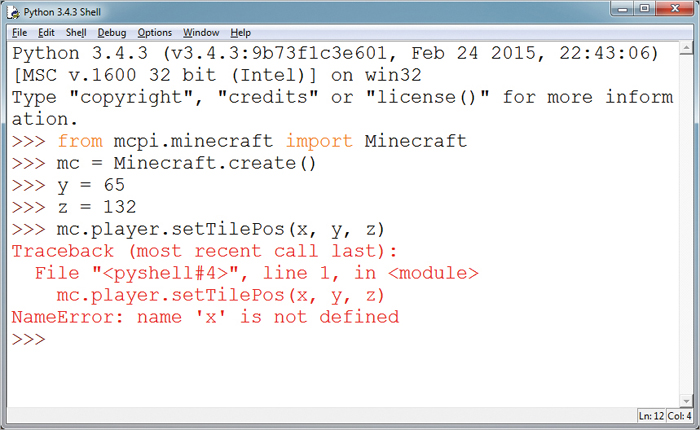 Python 3.4.3 Shell
File Edit Shell Debug Options Window Help
Python 3.4.3 (v3.4.3:9b73f1c3e601, Feb 24 2015, 22:43:06)
[MSC v.1600 32 bit (Intel)] on win32
Type "copyright", "credits" or "license()" for more inform
ation.
>>> from mcpi.minecraft import Minecraft
>>> mc = Minecraft.create()
>>> y = 65
>>> z = 132
>>> mc.player.setTilePos(x, y, z)
Traceback (most recent call last):
  File "<pyshell#4>", line 1, in <module>
    mc.player.setTilePos(x, y, z)
NameError: name 'x' is not defined
>>>
Ln: 12 Col: 4